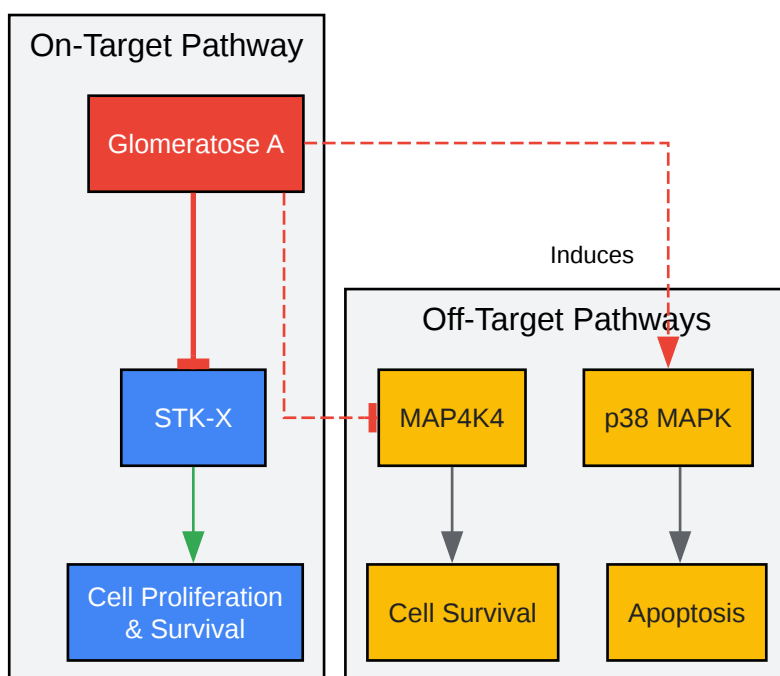 On-Target Pathway
Glomeratose A
Induces
Off-Target Pathways
STK-X
MAP4K4
p38 MAPK
Cell Proliferation
& Survival
Cell Survival
Apoptosis